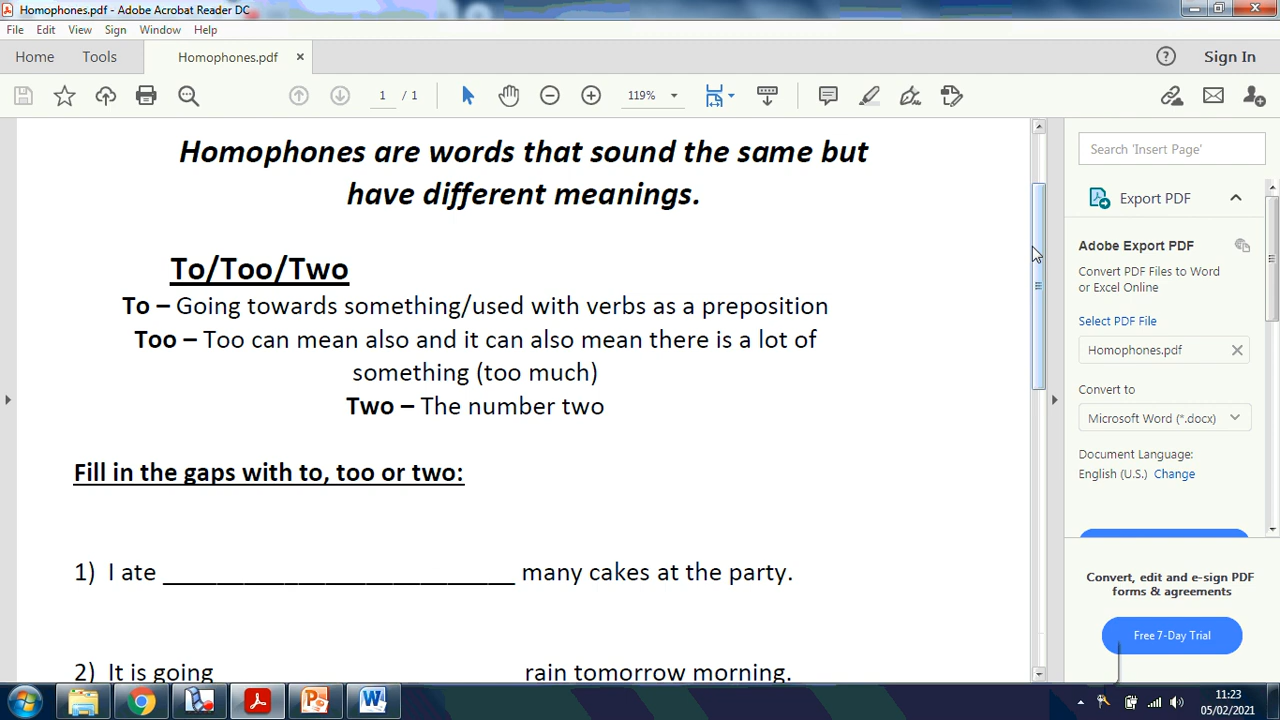 Homophones.pdf - Adobe Acrobat Reader DC
File Edit View Sign Window Help
Home Tools Homophones.pdf × Sign In
1 / 1 119%
Homophones are words that sound the same but
have different meanings.
To/Too/Two
To – Going towards something/used with verbs as a preposition
Too – Too can mean also and it can also mean there is a lot of
something (too much)
Two – The number two
Fill in the gaps with to, too or two:
1) I ate __________________________ many cakes at the party.
2) It is going rain tomorrow morning.
Search 'Insert Page'
Export PDF
Adobe Export PDF
Convert PDF Files to Word
or Excel Online
Select PDF File
Homophones.pdf
Convert to
Microsoft Word (*.docx)
Document Language:
English (U.S.) Change
Convert, edit and e-sign PDF
forms & agreements
Free 7-Day Trial
11:23
05/02/2021